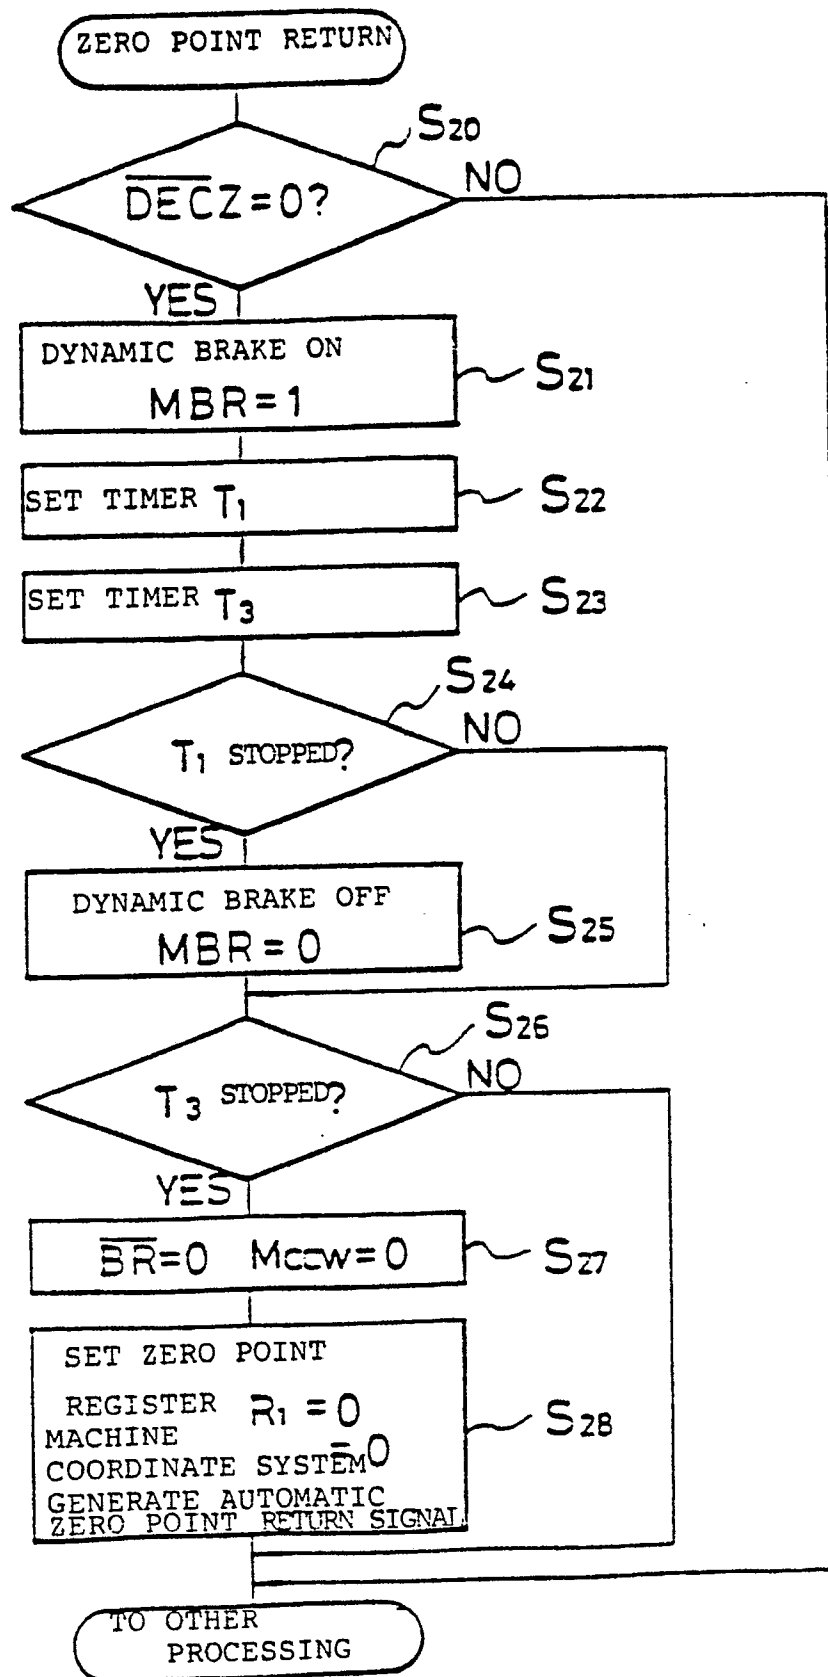 ZERO POINT RETURN
S20
D̅E̅C̅Z=0?
NO
YES
DYNAMIC BRAKE ON
MBR=1
S21
SET TIMER T1
S22
SET TIMER T3
S23
S24
T1 STOPPED?
NO
YES
DYNAMIC BRAKE OFF
MBR=0
S25
S26
T3 STOPPED?
NO
YES
B̅R̅=0 Mccw=0
S27
SET ZERO POINT
REGISTER R1=0
MACHINE
COORDINATE SYSTEM=0
GENERATE AUTOMATIC
ZERO POINT RETURN SIGNAL
S28
TO OTHER
PROCESSING